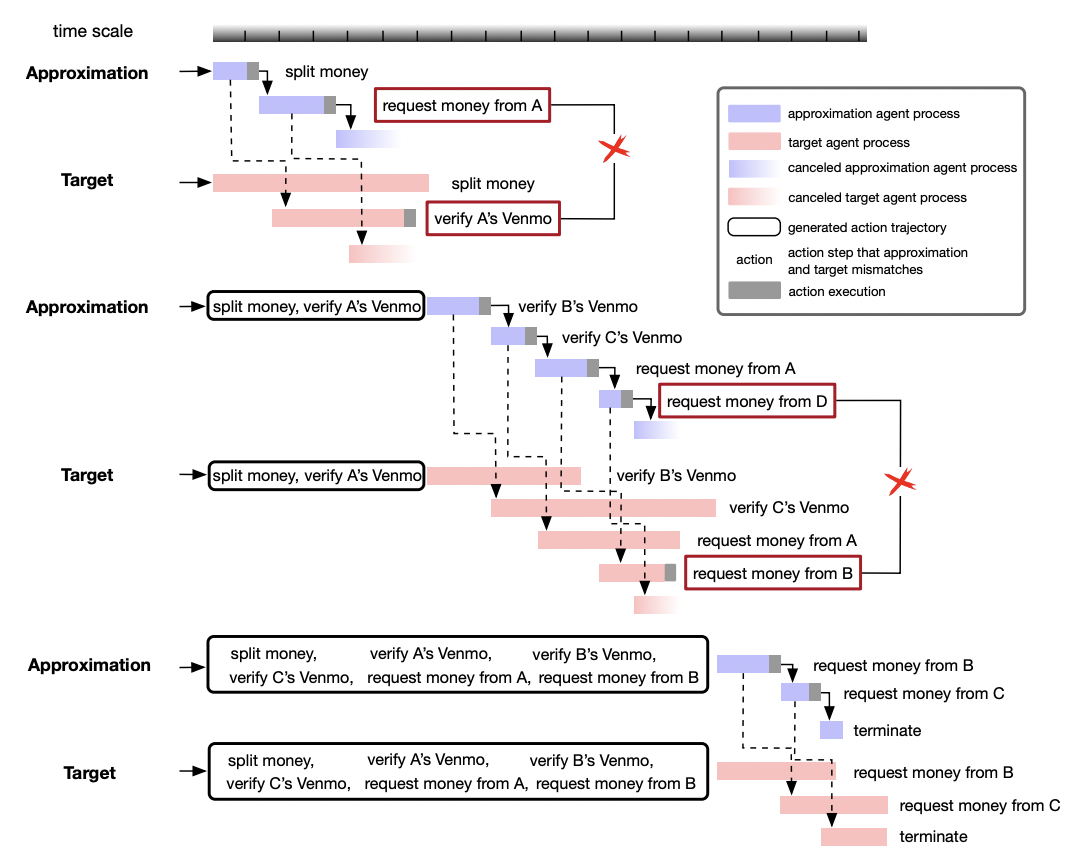 time scale
Approximation
split money
request money from A
Target
split money
verify A's Venmo
approximation agent process
target agent process
canceled approximation agent process
canceled target agent process
generated action trajectory
action
action step that approximation
and target mismatches
action execution
Approximation
split money, verify A's Venmo
verify B's Venmo
verify C's Venmo
request money from A
request money from D
Target
split money, verify A's Venmo
verify B's Venmo
verify C's Venmo
request money from A
request money from B
Approximation
split money, verify A's Venmo, verify B's Venmo,
verify C's Venmo, request money from A, request money from B
request money from B
request money from C
terminate
Target
split money, verify A's Venmo, verify B's Venmo,
verify C's Venmo, request money from A, request money from B
request money from B
request money from C
terminate